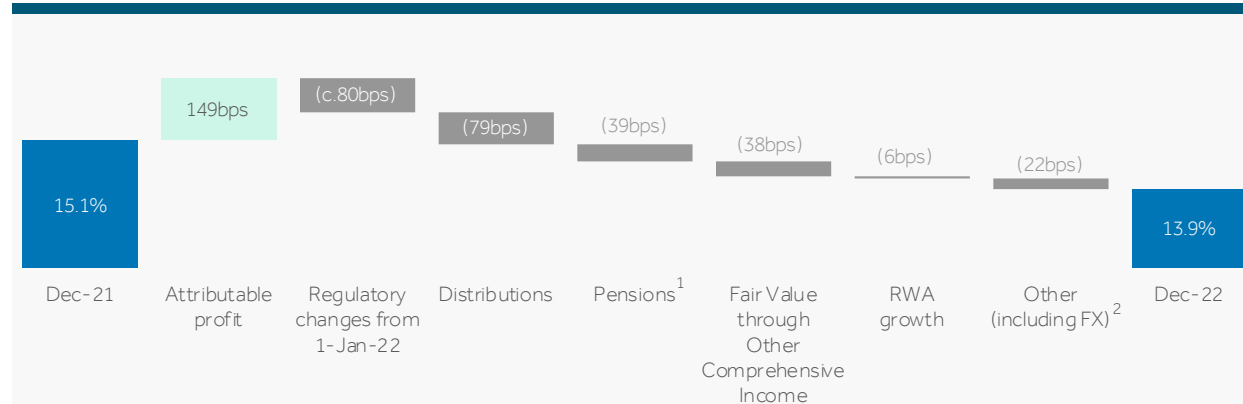 149bps
(c.80bps)
(79bps)
(39bps)
(38bps)
(6bps)
(22bps)
15.1%
13.9%
Dec-21
Attributable
profit
Regulatory
changes from
1-Jan-22
Distributions
Pensions1
Fair Value
through
Other
Comprehensive
Income
RWA
growth
Other
(including FX)2
Dec-22